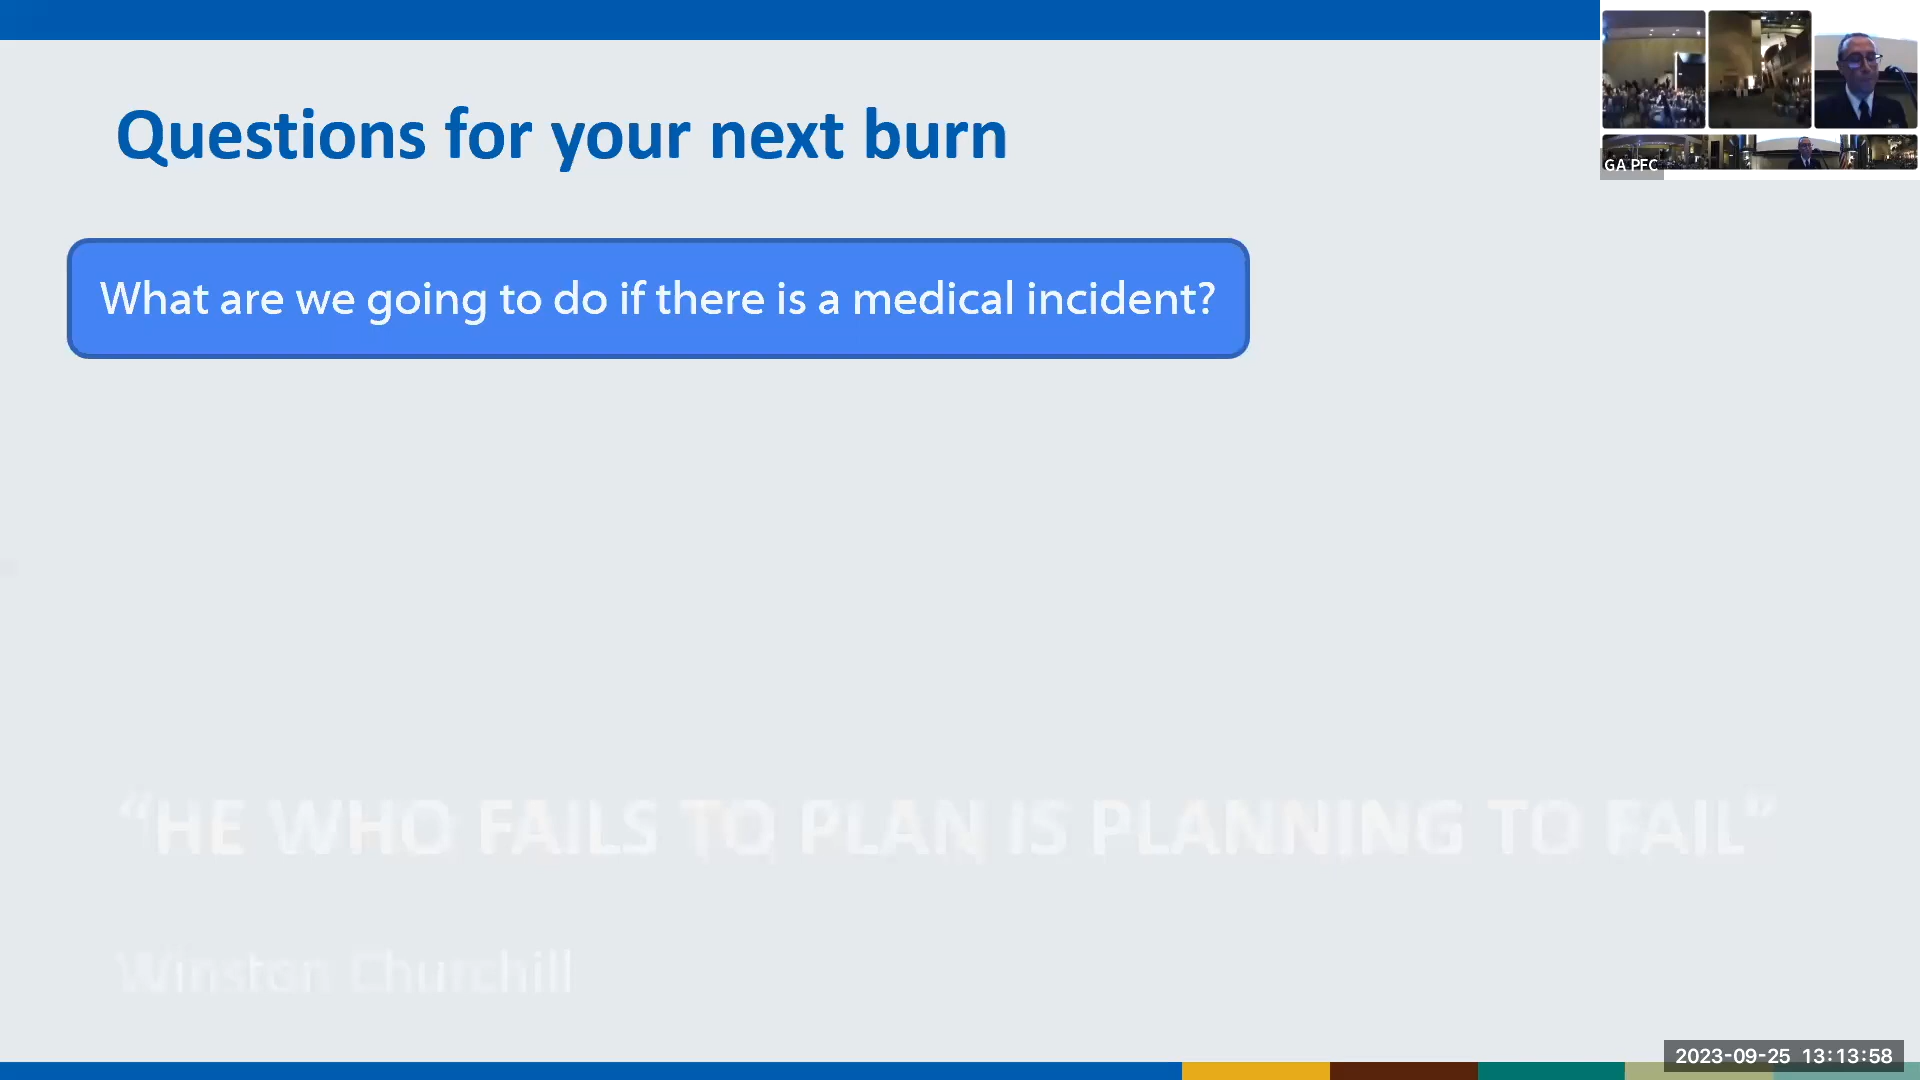 Questions for your next burn
GA PFC
What are we going to do if there is a medical incident?
“HE WHO FAILS TO PLAN IS PLANNING TO FAIL”
Winston Churchill
2023-09-25 13:13:58